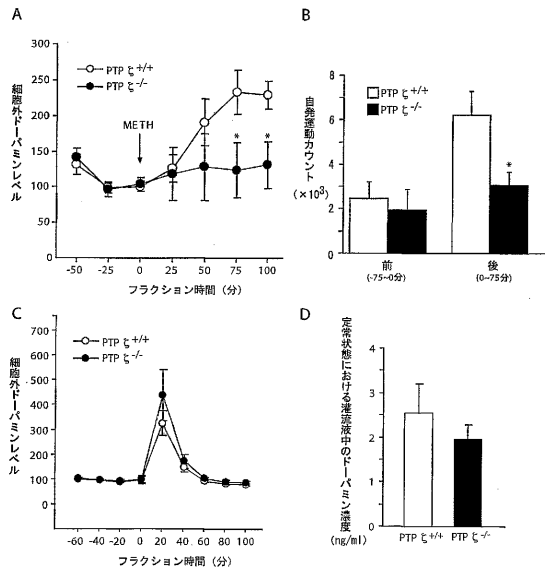 A
細胞外ドーパミンレベル
300
250
200
150
100
50
0
PTP ζ+/+
PTP ζ-/-
METH
*
*
-50
-25
0
25
50
75
100
フラクション時間(分)
B
自発運動カウント
(×10³)
8
6
4
2
0
PTP ζ+/+
PTP ζ-/-
*
前
(-75~0分)
後
(0~75分)
C
細胞外ドーパミンレベル
700
600
500
400
300
200
100
0
PTP ζ+/+
PTP ζ-/-
-60
-40
-20
0
20
40
60
80
100
フラクション時間(分)
D
定常状態における灌流液中のドーパミン濃度
(ng/ml)
4
3
2
1
0
PTP ζ+/+
PTP ζ-/-